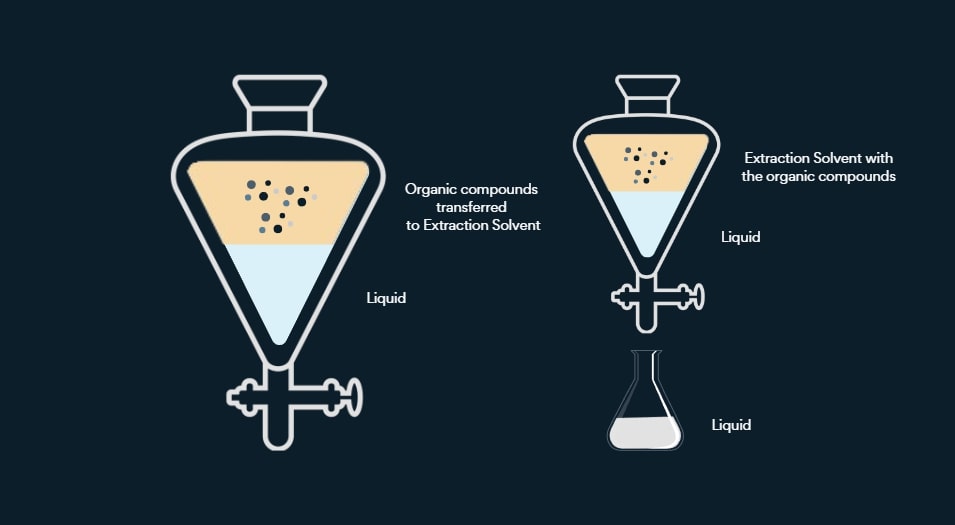 Organic compounds
transferred
to Extraction Solvent
Liquid
Extraction Solvent with
the organic compounds
Liquid
Liquid